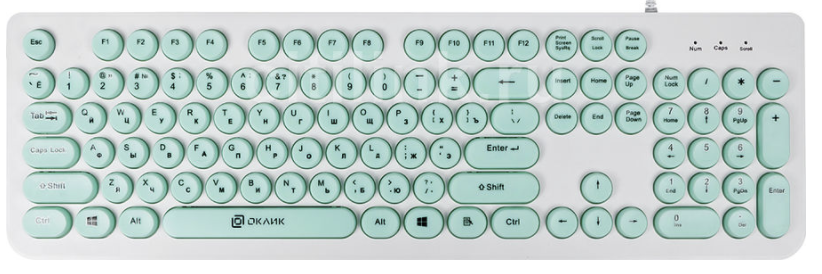 Esc F1 F2 F3 F4 F5 F6 F7 F8 F9 F10 F11 F12 Print Screen SysRq Scroll Lock Pause Break Num Caps Scroll
~ ` Ё ! 1 @ " 2 # № 3 $ ; 4 % 5 ^ : 6 & ? 7 * 8 ( 9 ) 0 _ - + = ← Insert Home Page Up Num Lock / * -
Tab Q Й W Ц E У R К T Е Y Н U Г I Ш O Щ P З { [ Х } ] Ъ Delete End Page Down 7 Home 8 ↑ 9 PgUp +
Caps Lock A Ф S Ы D В F А G П H Р J О K Л L Д : ; Ж " ' Э Enter 4 ← 5 6 →
Shift Z Я X Ч C С V М B И N Т M Ь < , Б > . Ю ? / Shift ↑ 1 End 2 ↓ 3 PgDn Enter
Ctrl Alt ОКЛИК Alt Ctrl ← ↓ → 0 Ins . Del